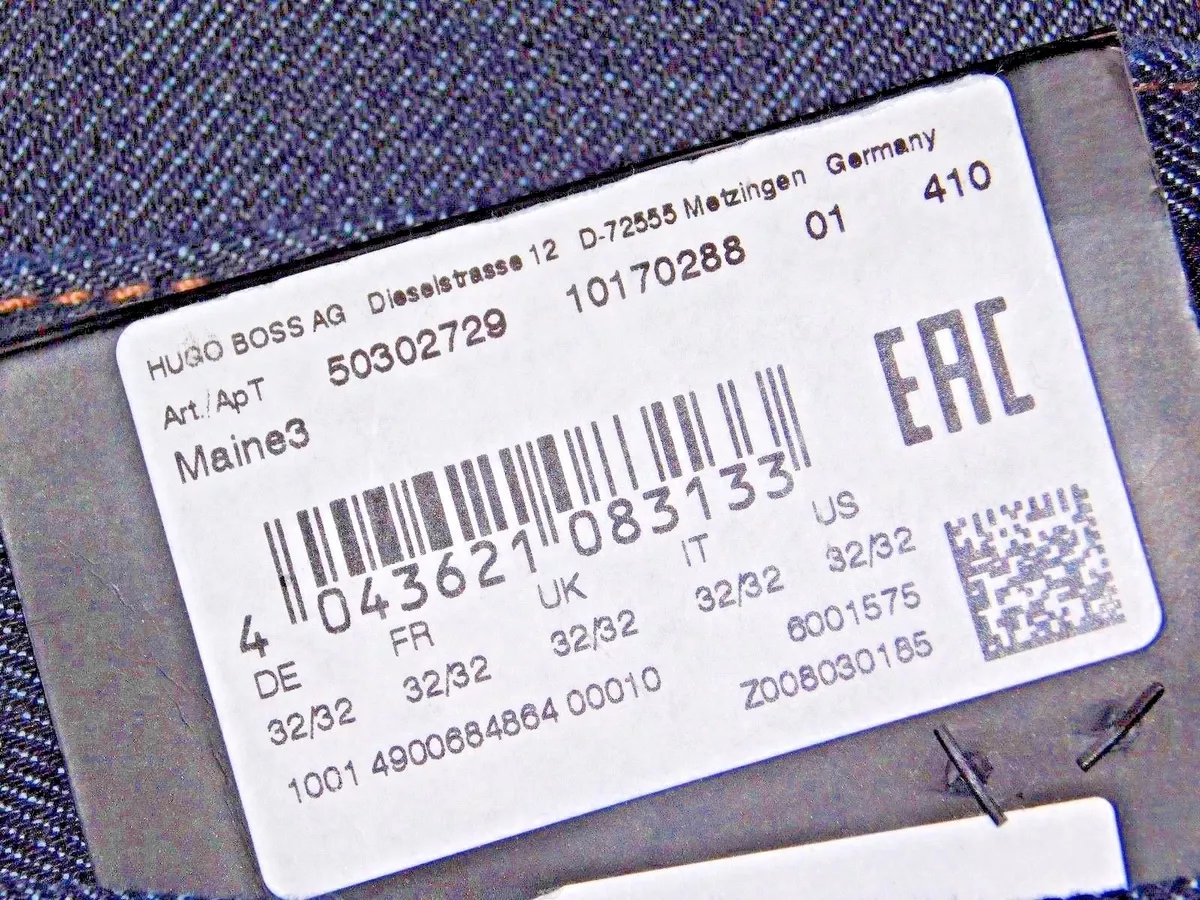 HUGO BOSS AG Dieselstrasse 12 D-72555 Metzingen Germany
Art./ApT 50302729 10170288 01 410
Maine3
EAC
4 043621 083133
DE FR UK IT US
32/32 32/32 32/32 32/32 32/32
1001 4900684864 00010 6001575
Z008030185